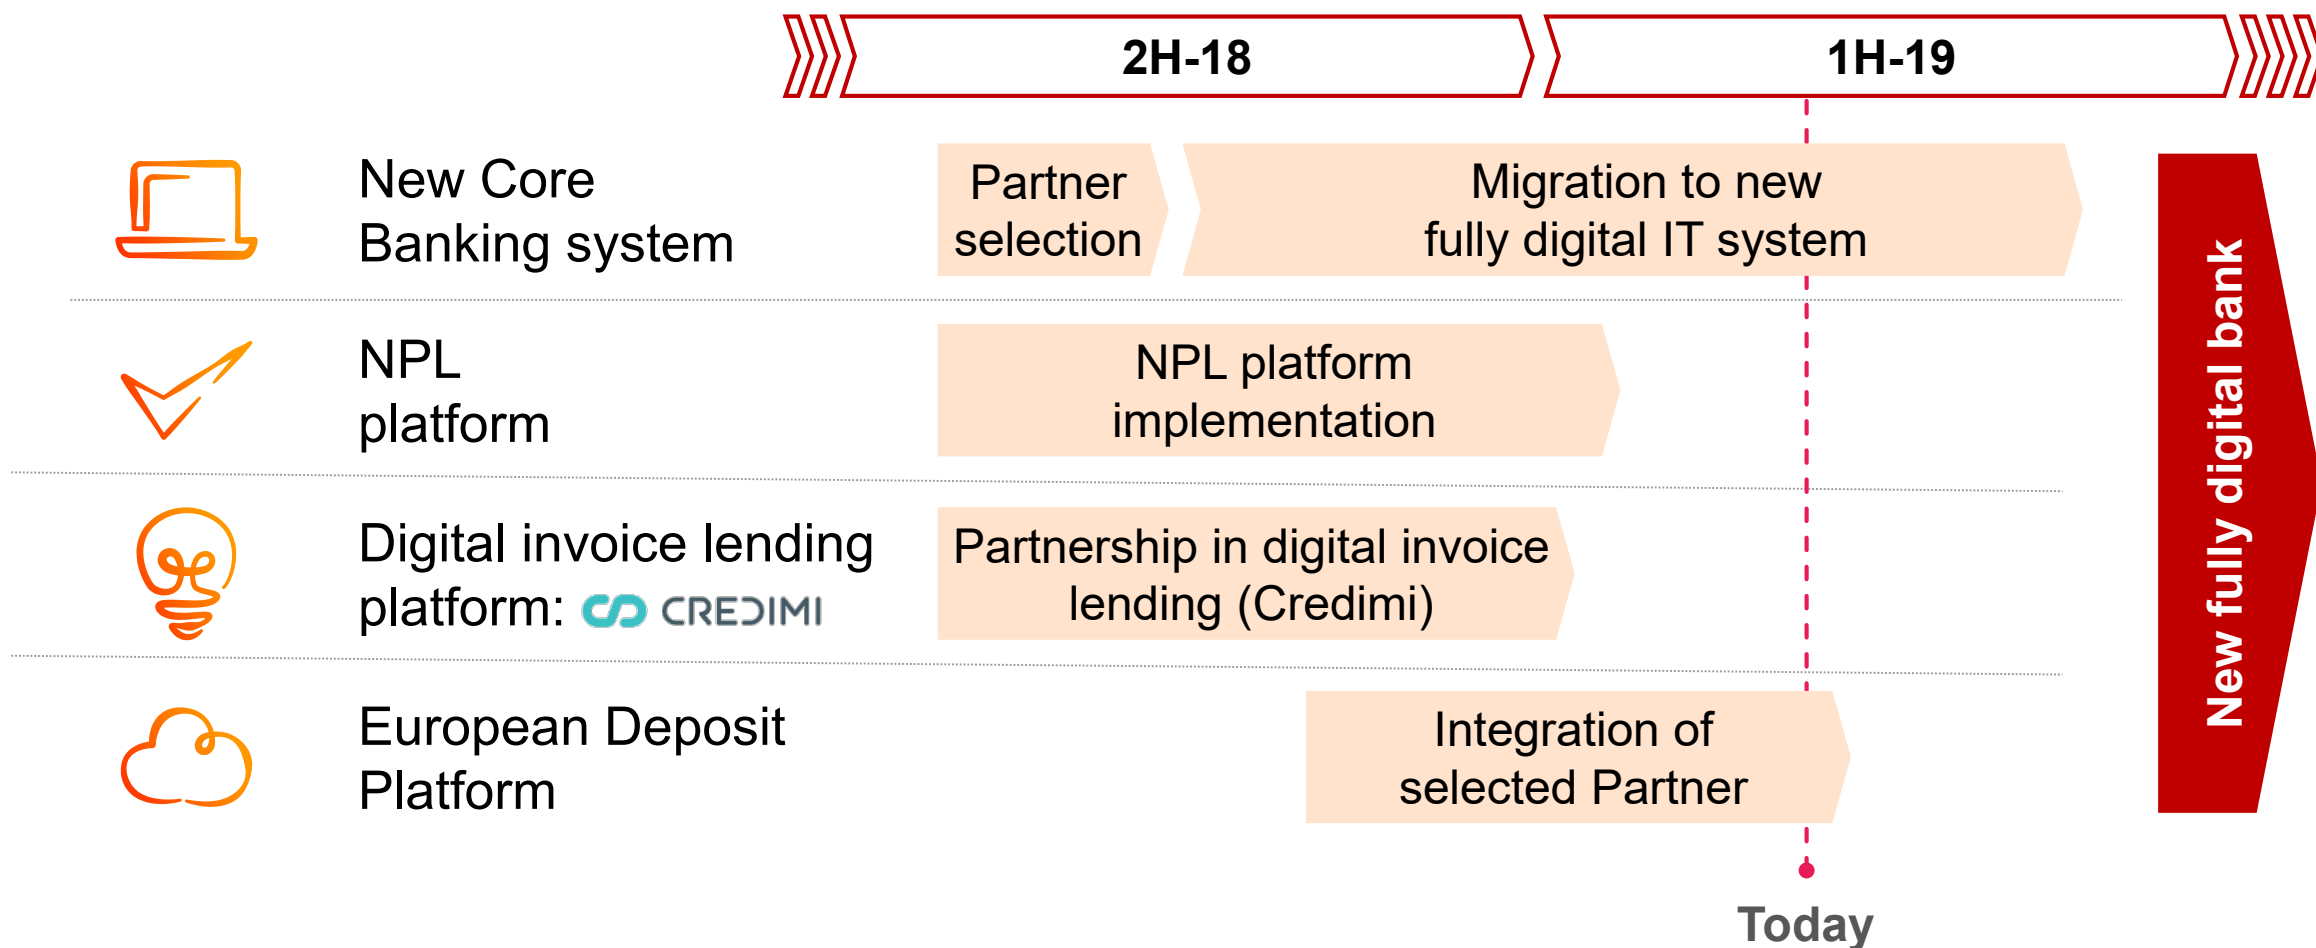 2H-18
1H-19
New Core
Banking system
Partner
selection
Migration to new
fully digital IT system
NPL
platform
NPL platform
implementation
Digital invoice lending
platform: CREDIMI
Partnership in digital invoice
lending (Credimi)
European Deposit
Platform
Integration of
selected Partner
New fully digital bank
Today